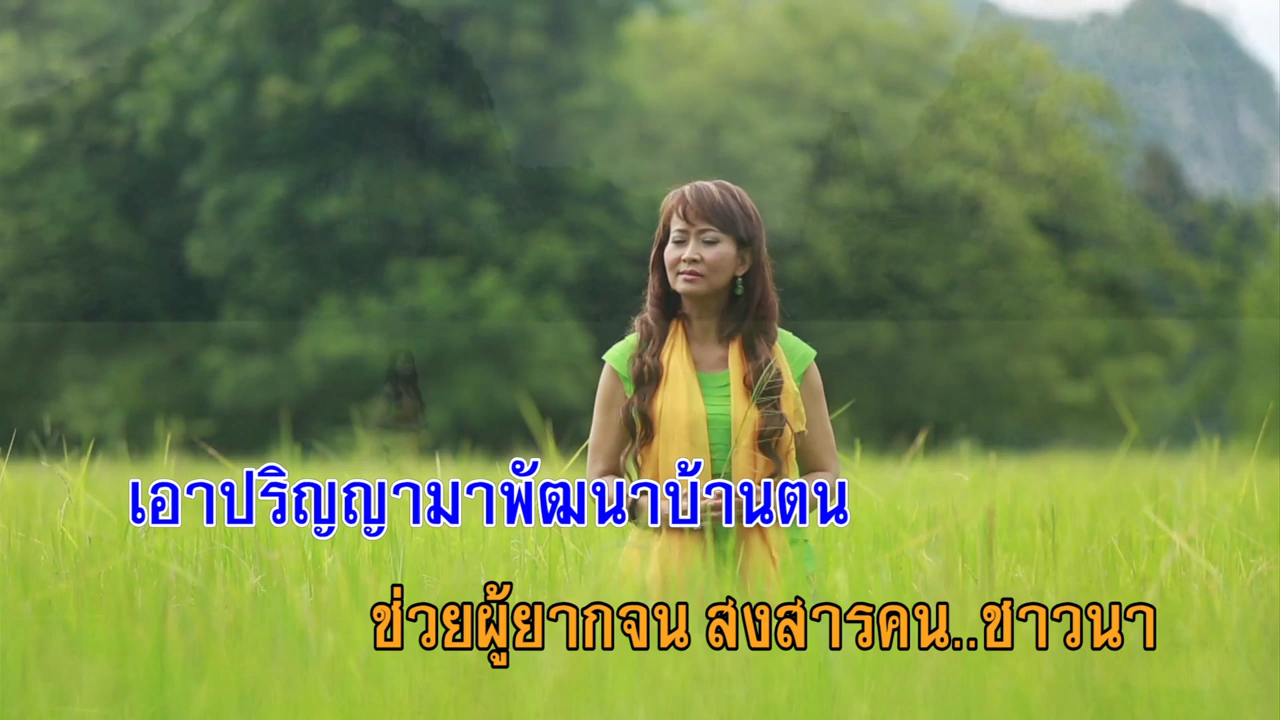 เอาปริญญามาพัฒนาบ้านตน
ช่วยผู้ยากจน สงสารคน..ชาวนา